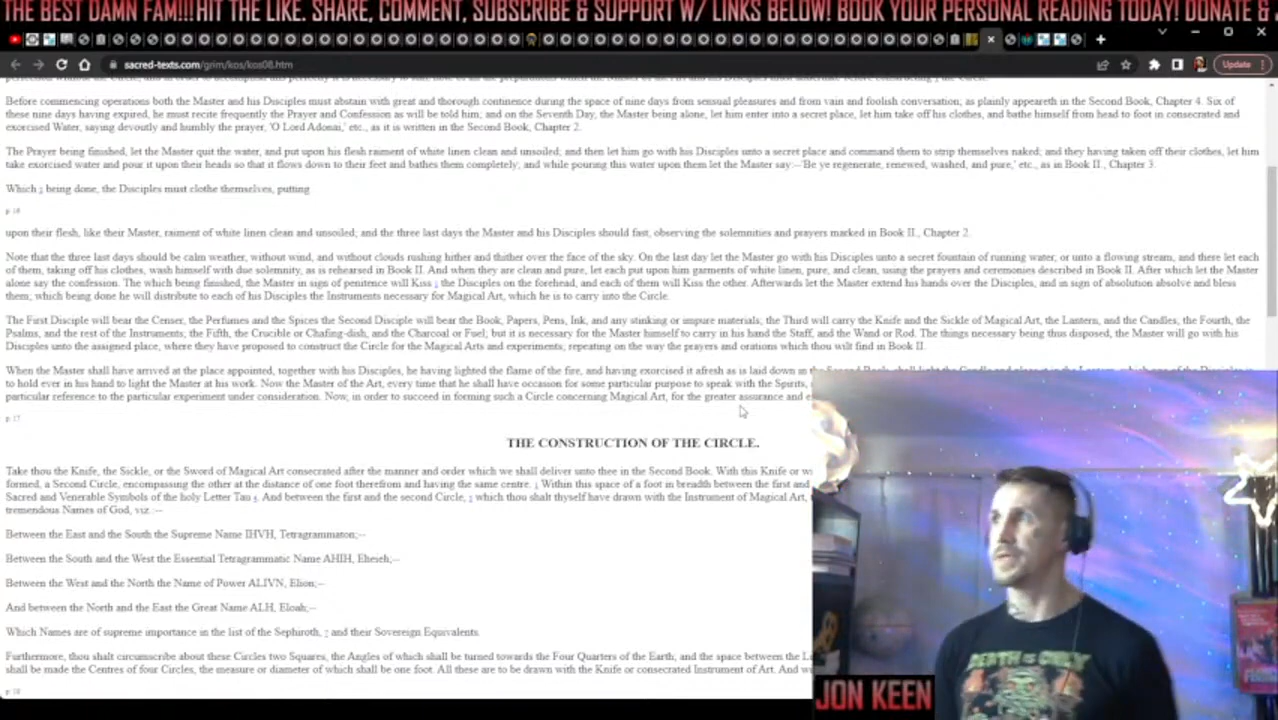 THE BEST DAMN FAM!!! HIT THE LIKE. SHARE, COMMENT, SUBSCRIBE & SUPPORT W/ LINKS BELOW! BOOK YOUR PERSONAL READING TODAY! DONATE &
sacred-texts.com/grim/kos/kos08.htm
Update
Before commencing operations both the Master and his Disciples must abstain with great and thorough continence during the space of nine days from sensual pleasures and from vain and foolish conversation; as plainly appeareth in the Second Book, Chapter 4. Six of
these nine days having expired, he must recite frequently the Prayer and Confession as will be told him; and on the Seventh Day, the Master being alone, let him enter into a secret place, let him take off his clothes, and bathe himself from head to foot in consecrated and
exorcised Water, saying devoutly and humbly the prayer, 'O Lord Adonai,' etc., as it is written in the Second Book, Chapter 2.
The Prayer being finished, let the Master quit the water, and put upon his flesh raiment of white linen clean and unsoiled; and then let him go with his Disciples unto a secret place and command them to strip themselves naked; and they having taken off their clothes, let him
take exorcised water and pour it upon their heads so that it flows down to their feet and bathes them completely; and while pouring this water upon them let the Master say:--'Be ye regenerate, renewed, washed, and pure,' etc., as in Book II., Chapter 3.
Which being done, the Disciples must clothe themselves, putting
p. 16
upon their flesh, like their Master, raiment of white linen clean and unsoiled; and the three last days the Master and his Disciples should fast, observing the solemnities and prayers marked in Book II., Chapter 2.
Note that the three last days should be calm weather, without wind, and without clouds rushing hither and thither over the face of the sky. On the last day let the Master go with his Disciples unto a secret fountain of running water, or unto a flowing stream, and there let each
of them, taking off his clothes, wash himself with due solemnity, as is rehearsed in Book II. And when they are clean and pure, let each put upon him garments of white linen, pure, and clean, using the prayers and ceremonies described in Book II. After which let the Master
alone say the confession. The which being finished, the Master in sign of penitence will Kiss the Disciples on the forehead, and each of them will Kiss the other. Afterwards let the Master extend his hands over the Disciples, and in sign of absolution absolve and bless
them; which being done he will distribute to each of his Disciples the Instruments necessary for Magical Art, which he is to carry into the Circle.
The First Disciple will bear the Censer, the Perfumes and the Spices the Second Disciple will bear the Book, Papers, Pens, Ink, and any stinking or impure materials; the Third will carry the Knife and the Sickle of Magical Art, the Lantern, and the Candles, the Fourth, the
Psalms, and the rest of the Instruments; the Fifth, the Crucible or Chafing-dish, and the Charcoal or Fuel; but it is necessary for the Master himself to carry in his hand the Staff, and the Wand or Rod. The things necessary being thus disposed, the Master will go with his
Disciples unto the assigned place, where they have proposed to construct the Circle for the Magical Arts and experiments; repeating on the way the prayers and orations which thou wilt find in Book II.
When the Master shall have arrived at the place appointed, together with his Disciples, he having lighted the flame of the fire, and having exorcised it afresh as is laid down in
to hold ever in his hand to light the Master at his work. Now the Master of the Art, every time that he shall have occasion for some particular purpose to speak with the Spirits,
particular reference to the particular experiment under consideration. Now, in order to succeed in forming such a Circle concerning Magical Art, for the greater assurance and
p. 17
THE CONSTRUCTION OF THE CIRCLE.
Take thou the Knife, the Sickle, or the Sword of Magical Art consecrated after the manner and order which we shall deliver unto thee in the Second Book. With this Knife or
formed, a Second Circle, encompassing the other at the distance of one foot therefrom and having the same centre. Within this space of a foot in breadth between the first and
Sacred and Venerable Symbols of the holy Letter Tau. And between the first and the second Circle, which thou shalt thyself have drawn with the Instrument of Magical Art,
tremendous Names of God, viz.:--
Between the East and the South the Supreme Name IHVH, Tetragrammaton;--
Between the South and the West the Essential Tetragrammatic Name AHIH, Eheieh;--
Between the West and the North the Name of Power ALIVN, Elion;--
And between the North and the East the Great Name ALH, Eloah;--
Which Names are of supreme importance in the list of the Sephiroth, and their Sovereign Equivalents.
Furthermore, thou shalt circumscribe about these Circles two Squares, the Angles of which shall be turned towards the Four Quarters of the Earth; and the space between the
shall be made the Centres of four Circles, the measure or diameter of which shall be one foot. All these are to be drawn with the Knife or consecrated Instrument of Art. And
p. 18
JON KEEN